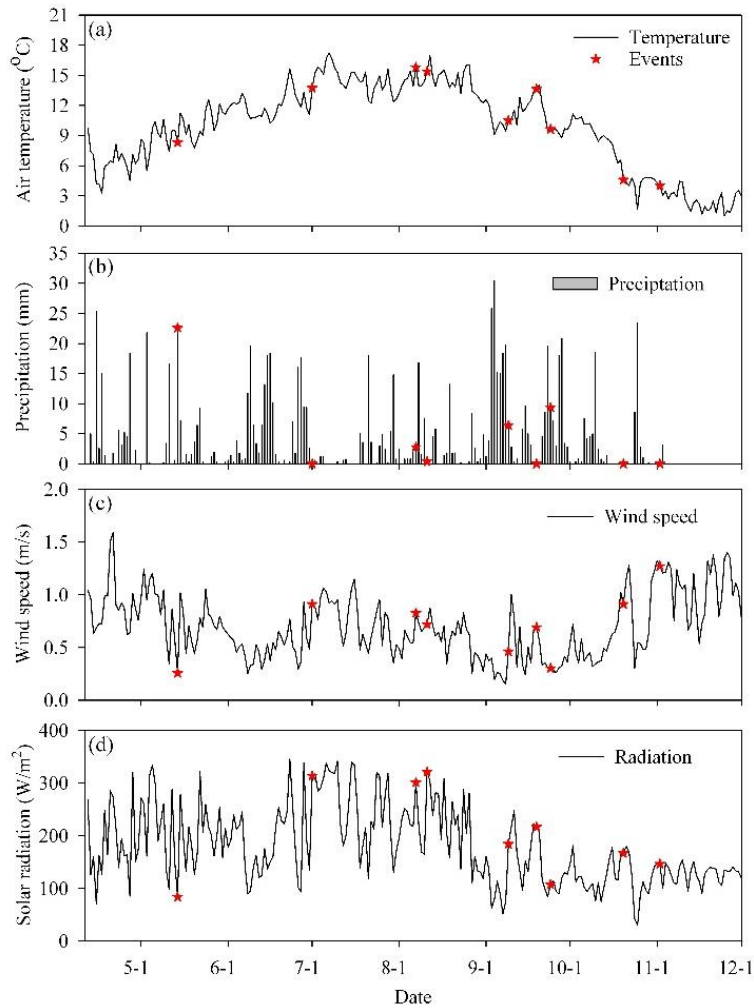 (a)
Temperature
Events
Air temperature (°C)
21
18
15
12
9
6
3
0
(b)
Preciptation
Precipitation (mm)
35
30
25
20
15
10
5
0
(c)
Wind speed
Wind speed (m/s)
2.0
1.5
1.0
0.5
0.0
(d)
Radiation
Solar radiation (W/m²)
400
300
200
100
0
5-1 6-1 7-1 8-1 9-1 10-1 11-1 12-1
Date